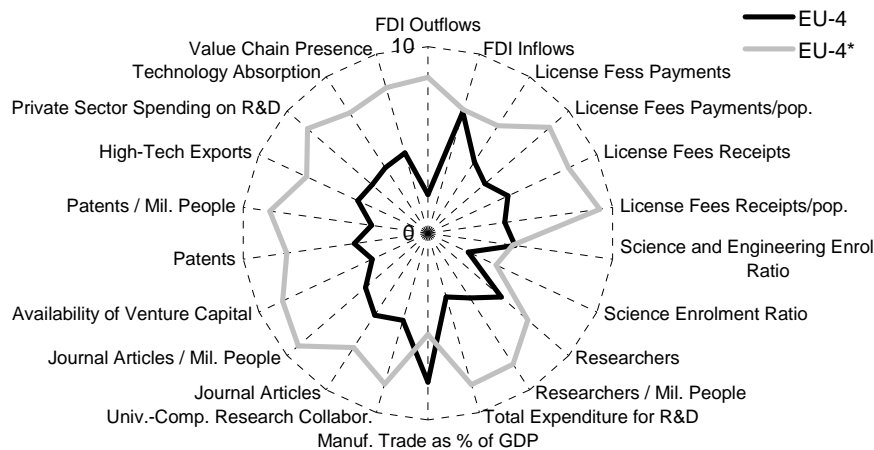 FDI Outflows
EU-4
EU-4*
10
Value Chain Presence
FDI Inflows
Technology Absorption
License Fess Payments
Private Sector Spending on R&D
License Fees Payments/pop.
High-Tech Exports
License Fees Receipts
Patents / Mil. People
License Fees Receipts/pop.
0
Patents
Science and Engineering Enrol
Ratio
Availability of Venture Capital
Science Enrolment Ratio
Journal Articles / Mil. People
Researchers
Journal Articles
Researchers / Mil. People
Univ.-Comp. Research Collabor.
Total Expenditure for R&D
Manuf. Trade as % of GDP